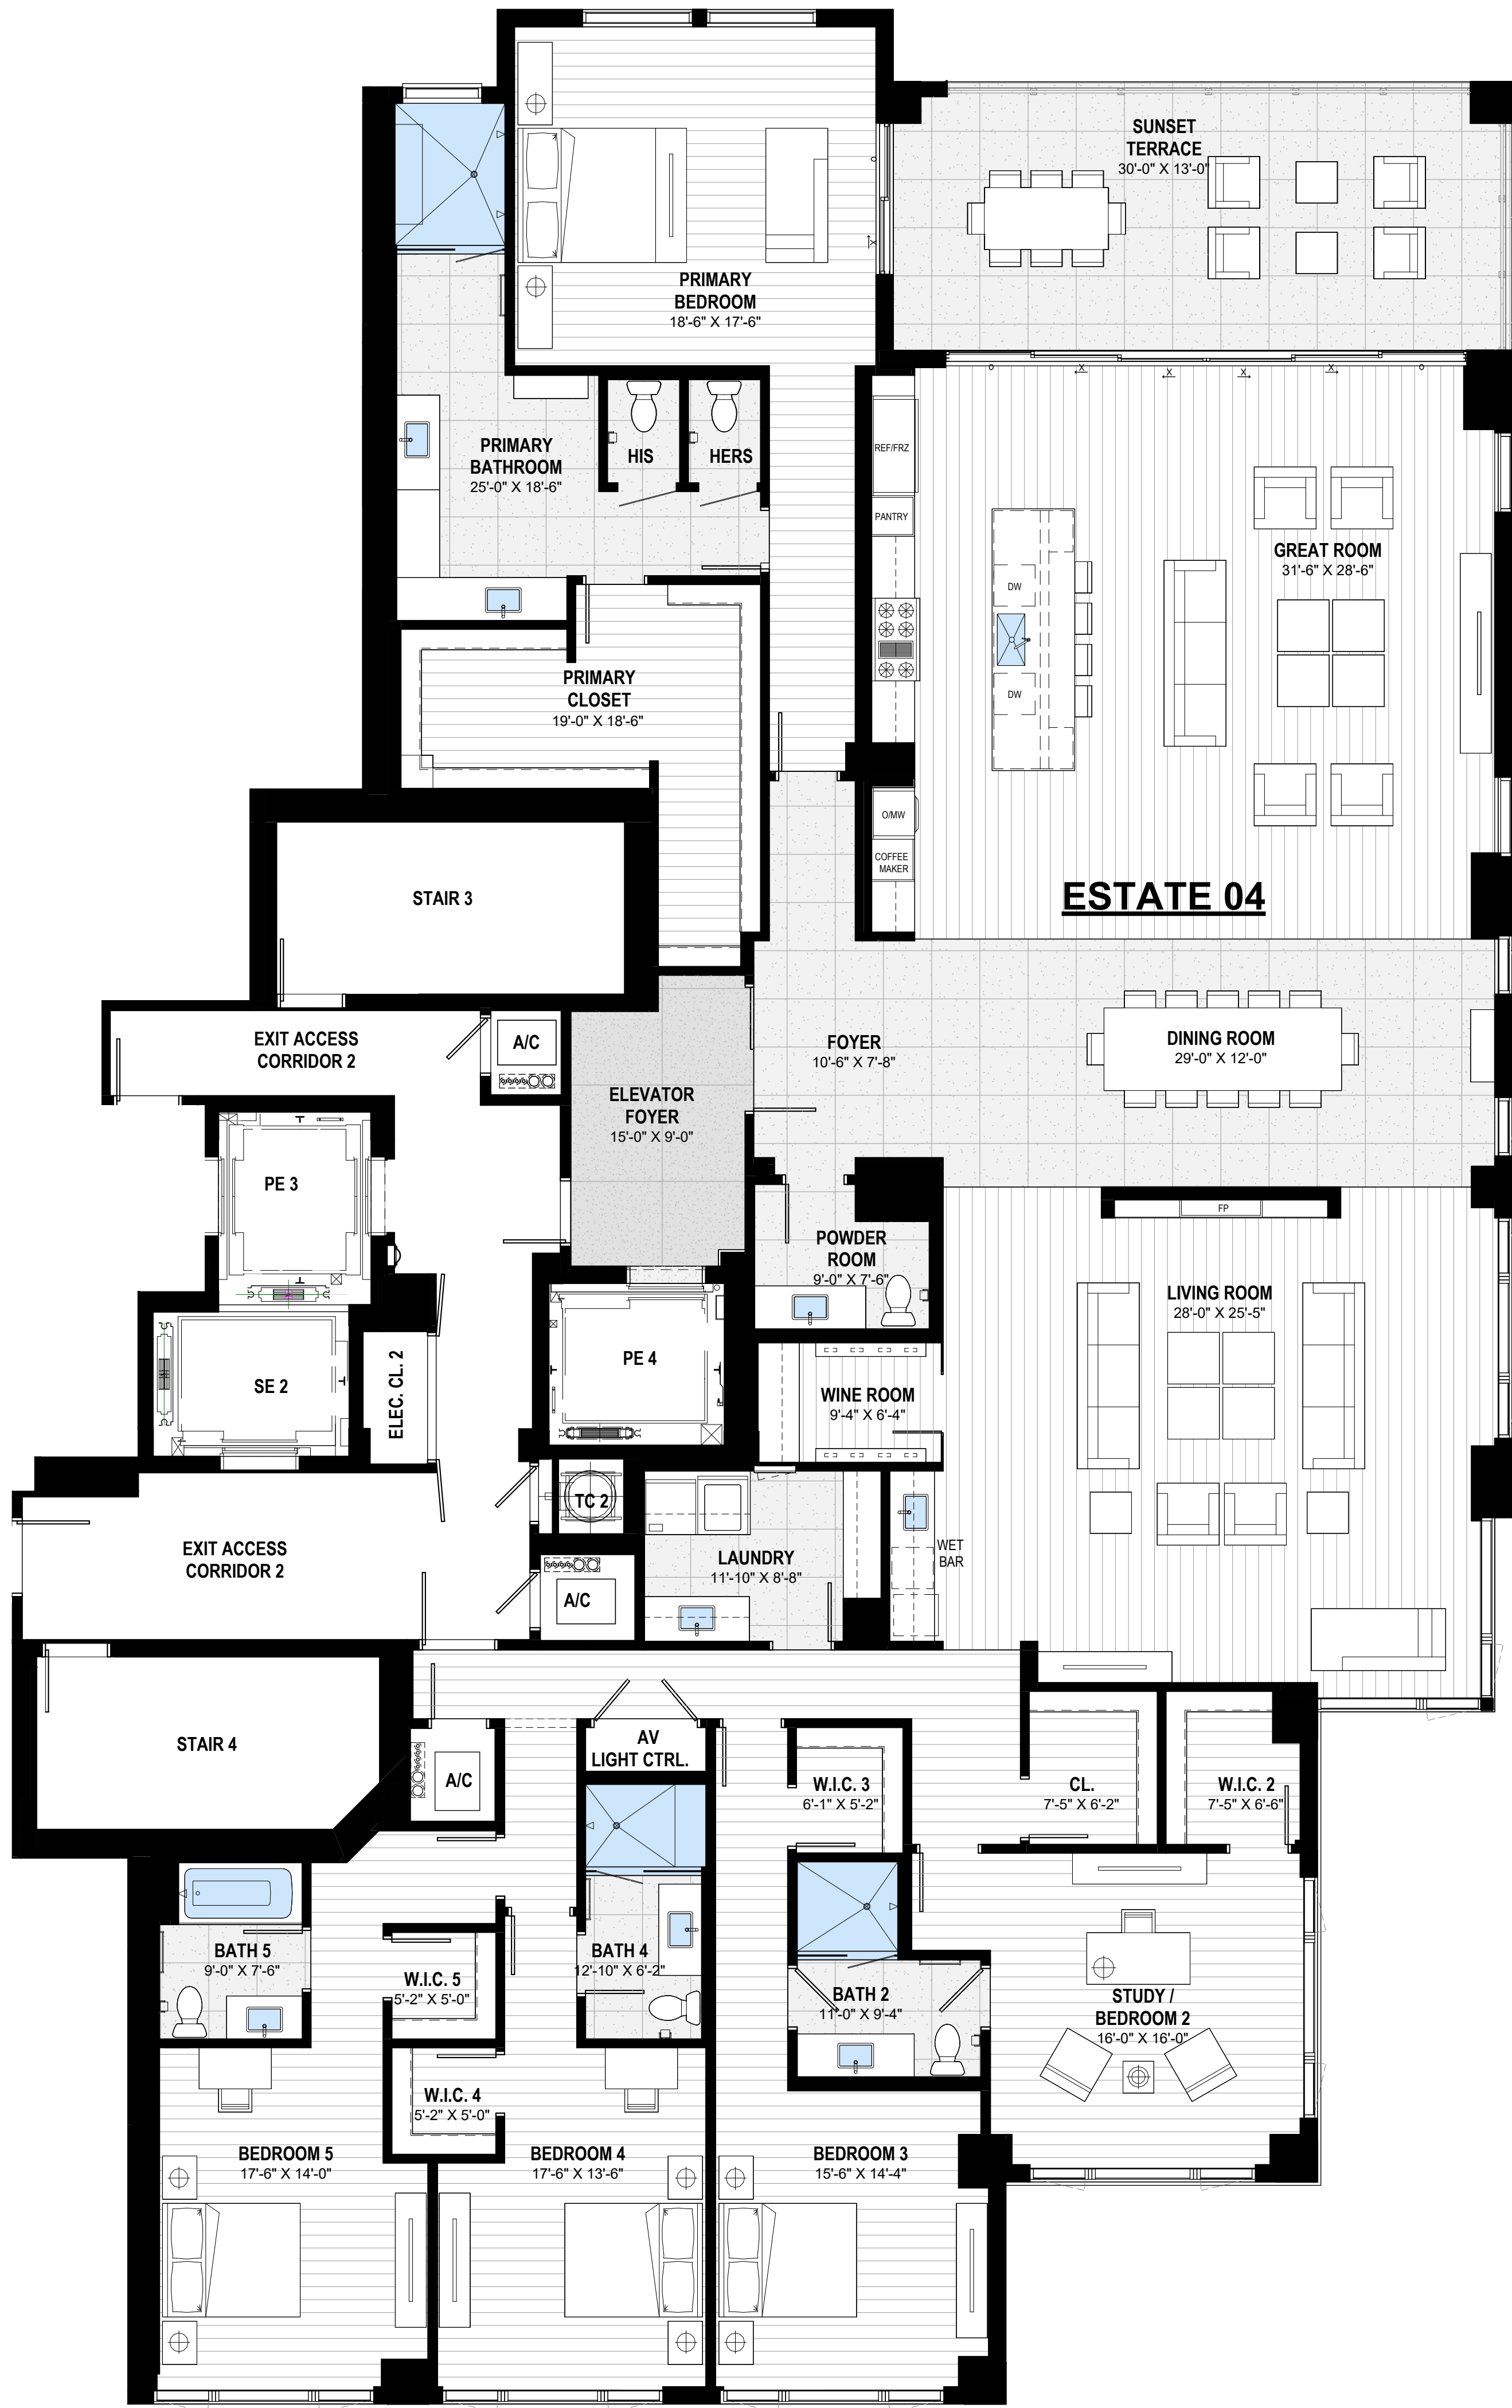 SUNSET
TERRACE
30'-0" X 13'-0"
PRIMARY
BEDROOM
18'-6" X 17'-6"
O
X
O
X
X
X
X
O
REF/FRZ
PANTRY
PRIMARY
BATHROOM
25'-0" X 18'-6"
HIS
HERS
GREAT ROOM
31'-6" X 28'-6"
DW
DW
PRIMARY
CLOSET
19'-0" X 18'-6"
O/MW
COFFEE
MAKER
STAIR 3
ESTATE 04
EXIT ACCESS
CORRIDOR 2
A/C
FOYER
10'-6" X 7'-8"
DINING ROOM
29'-0" X 12'-0"
ELEVATOR
FOYER
15'-0" X 9'-0"
PE 3
FP
POWDER
ROOM
9'-0" X 7'-6"
LIVING ROOM
28'-0" X 25'-5"
PE 4
SE 2
ELEC. CL. 2
WINE ROOM
9'-4" X 6'-4"
TC 2
EXIT ACCESS
CORRIDOR 2
LAUNDRY
11'-10" X 8'-8"
WET
BAR
A/C
STAIR 4
AV
LIGHT CTRL.
A/C
W.I.C. 3
6'-1" X 5'-2"
CL.
7'-5" X 6'-2"
W.I.C. 2
7'-5" X 6'-6"
BATH 5
9'-0" X 7'-6"
W.I.C. 5
5'-2" X 5'-0"
BATH 4
12'-10" X 6'-2"
BATH 2
11'-0" X 9'-4"
STUDY /
BEDROOM 2
16'-0" X 16'-0"
W.I.C. 4
5'-2" X 5'-0"
BEDROOM 5
17'-6" X 14'-0"
BEDROOM 4
17'-6" X 13'-6"
BEDROOM 3
15'-6" X 14'-4"